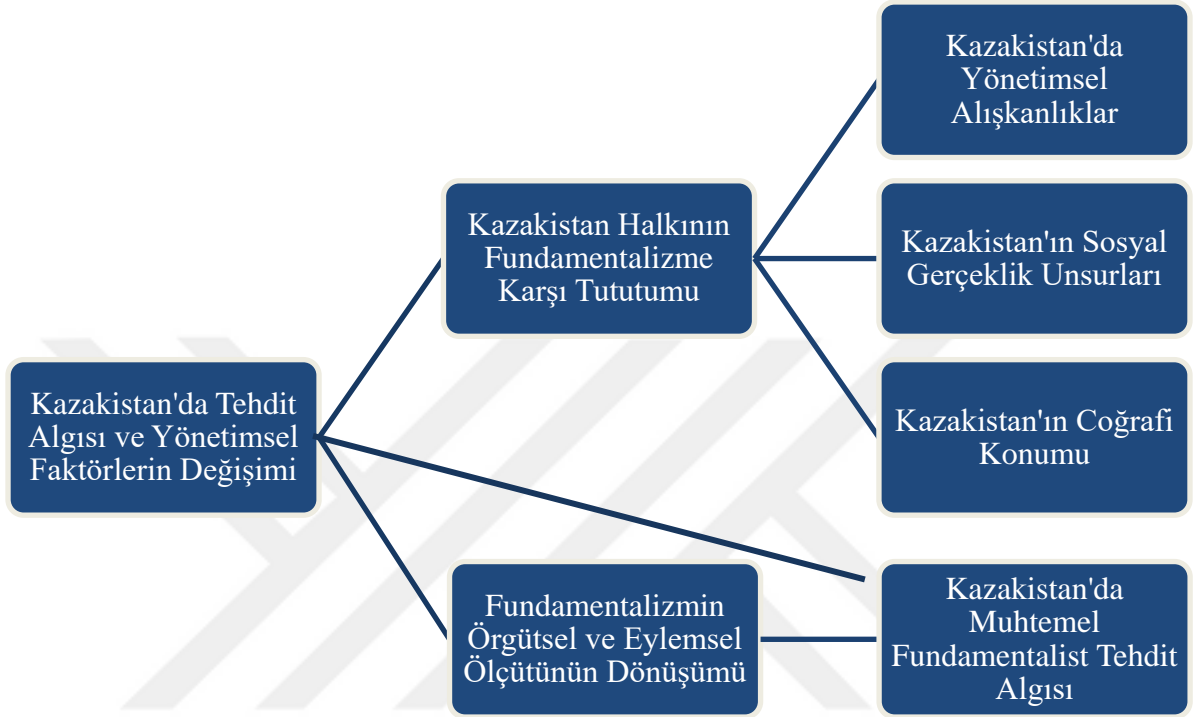 Kazakistan'da Tehdit
Algısı ve Yönetimsel
Faktörlerin Değişimi
Kazakistan Halkının
Fundamentalizme
Karşı Tututumu
Kazakistan'da
Yönetimsel
Alışkanlıklar
Kazakistan'ın Sosyal
Gerçeklik Unsurları
Kazakistan'ın Coğrafi
Konumu
Fundamentalizmin
Örgütsel ve Eylemsel
Ölçütünün Dönüşümü
Kazakistan'da
Muhtemel
Fundamentalist Tehdit
Algısı